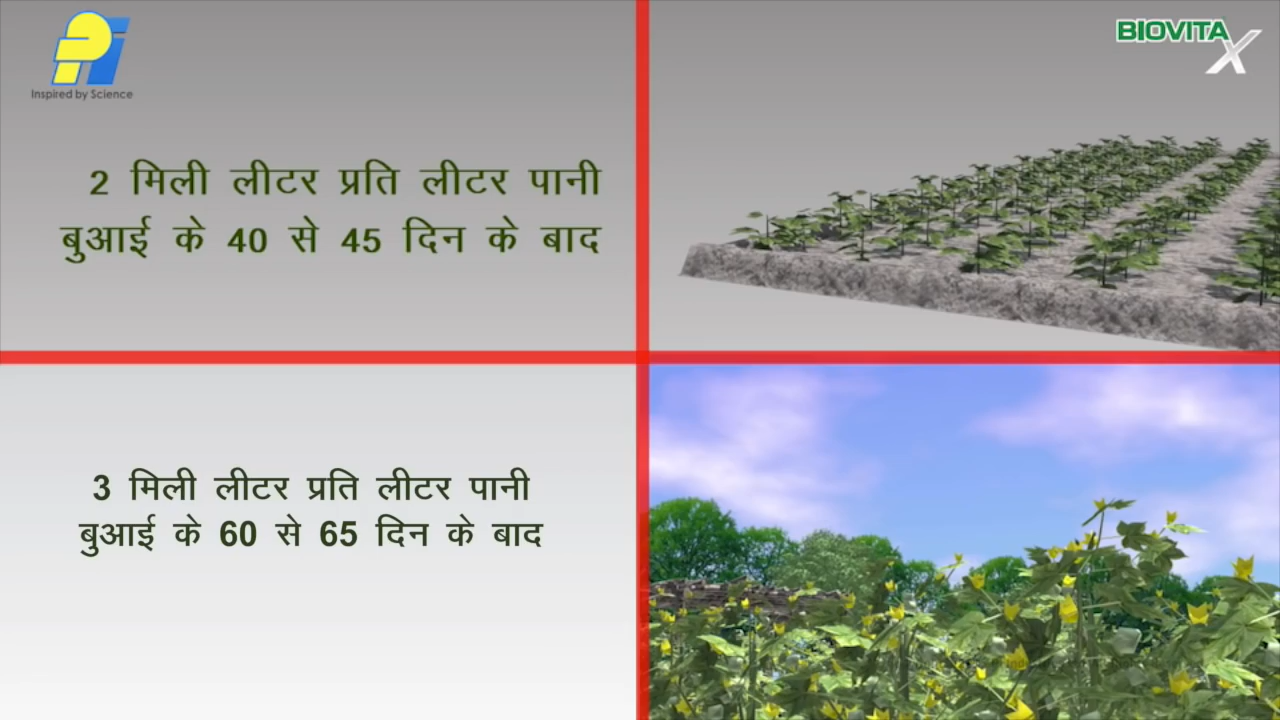 Inspired by Science
BIOVITA X
2 मिली लीटर प्रति लीटर पानी
बुआई के 40 से 45 दिन के बाद
3 मिली लीटर प्रति लीटर पानी
बुआई के 60 से 65 दिन के बाद